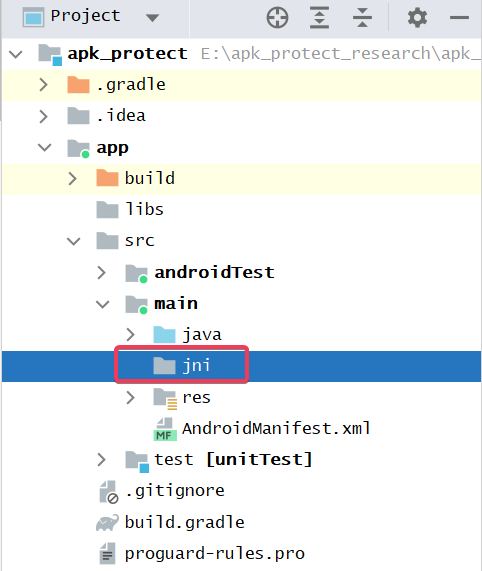 Project
apk_protect E:\apk_protect_research\apk_
.gradle
.idea
app
build
libs
src
androidTest
main
java
jni
res
MF AndroidManifest.xml
test [unitTest]
.gitignore
build.gradle
proguard-rules.pro